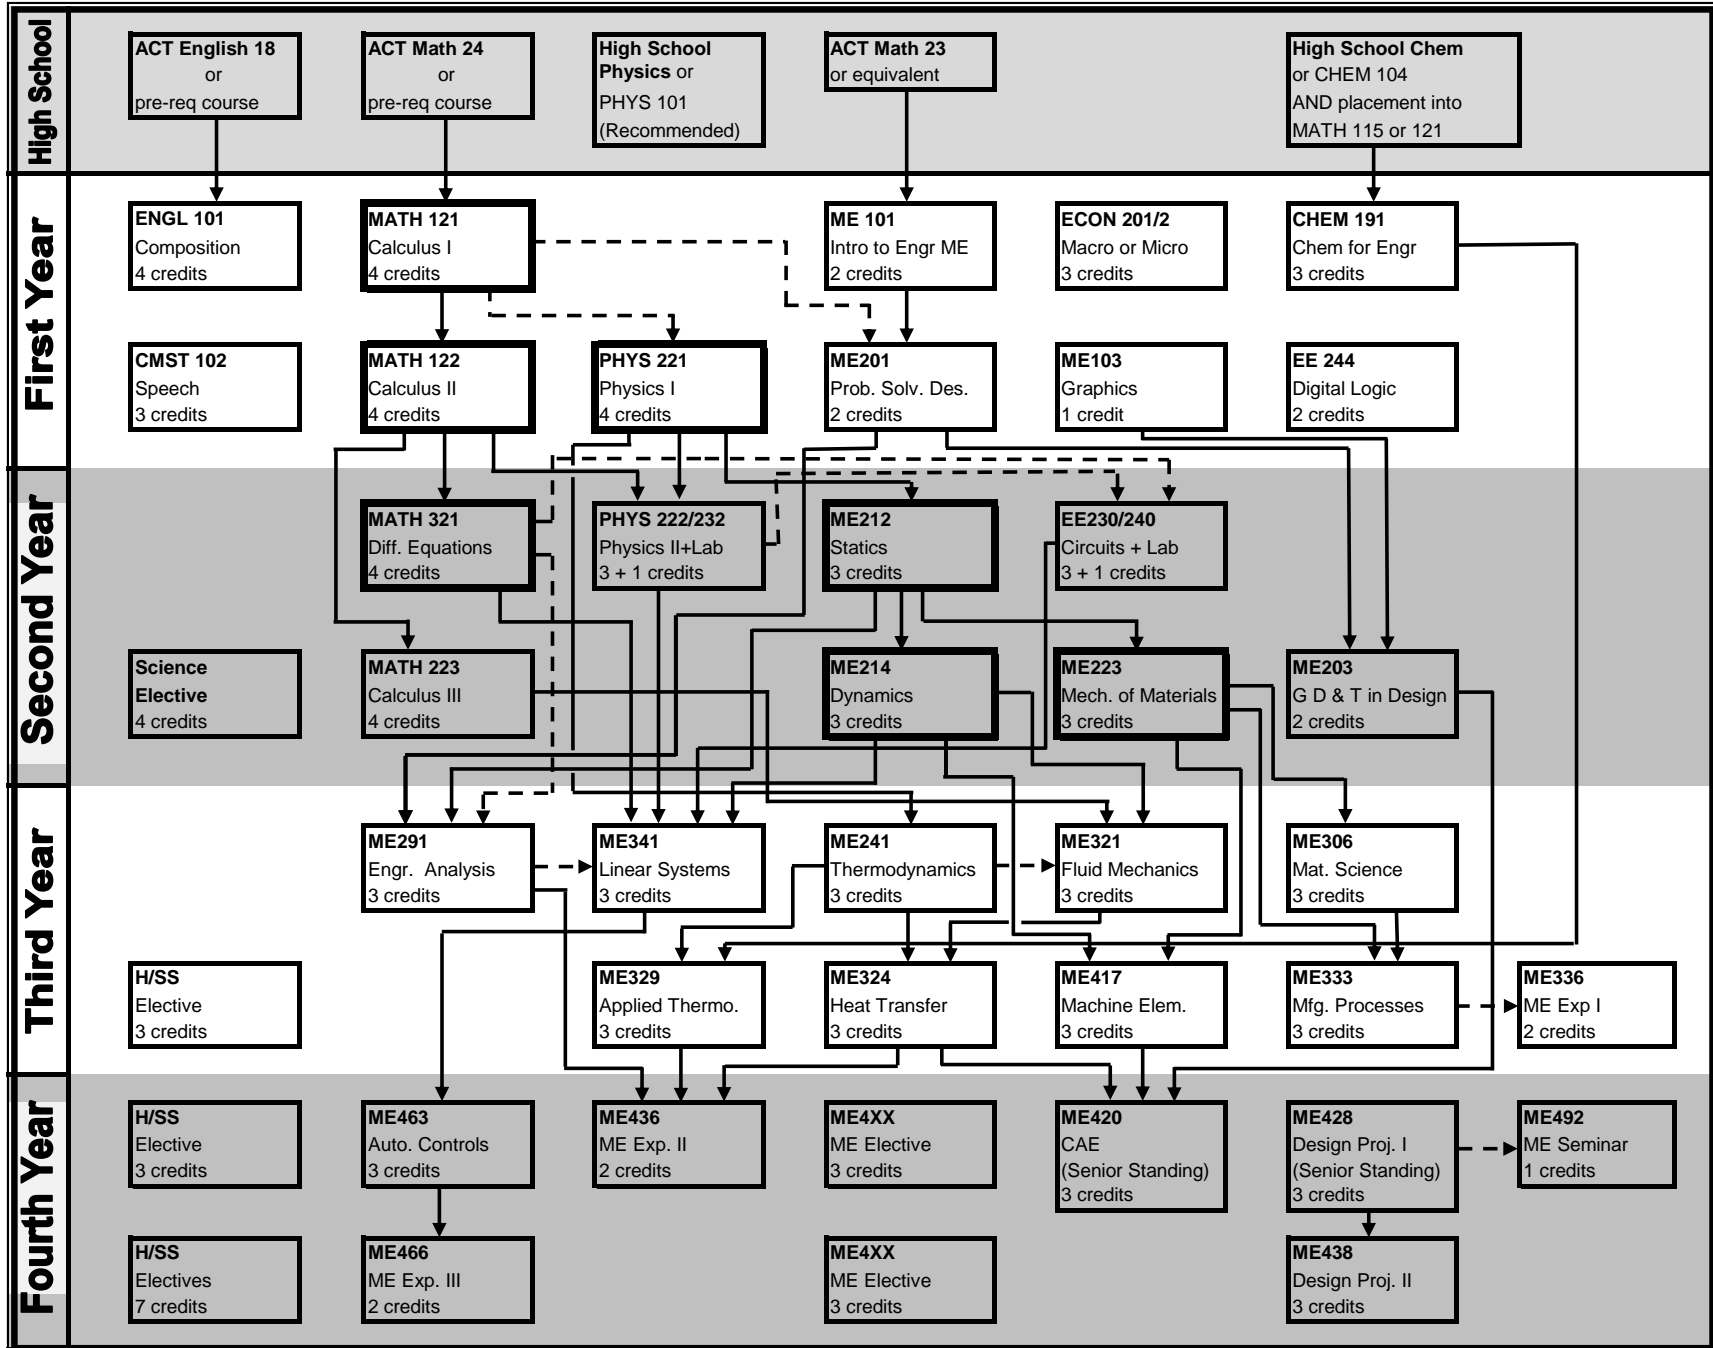 High School
ACT English 18
or
pre-req course
ACT Math 24
or
pre-req course
High School
Physics or
PHYS 101
(Recommended)
ACT Math 23
or equivalent
High School Chem
or CHEM 104
AND placement into
MATH 115 or 121
First Year
ENGL 101
Composition
4 credits
MATH 121
Calculus I
4 credits
ME 101
Intro to Engr ME
2 credits
ECON 201/2
Macro or Micro
3 credits
CHEM 191
Chem for Engr
3 credits
CMST 102
Speech
3 credits
MATH 122
Calculus II
4 credits
PHYS 221
Physics I
4 credits
ME201
Prob. Solv. Des.
2 credits
ME103
Graphics
1 credit
EE 244
Digital Logic
2 credits
Second Year
MATH 321
Diff. Equations
4 credits
PHYS 222/232
Physics II+Lab
3 + 1 credits
ME212
Statics
3 credits
EE230/240
Circuits + Lab
3 + 1 credits
Science
Elective
4 credits
MATH 223
Calculus III
4 credits
ME214
Dynamics
3 credits
ME223
Mech. of Materials
3 credits
ME203
G D & T in Design
2 credits
Third Year
ME291
Engr. Analysis
3 credits
ME341
Linear Systems
3 credits
ME241
Thermodynamics
3 credits
ME321
Fluid Mechanics
3 credits
ME306
Mat. Science
3 credits
H/SS
Elective
3 credits
ME329
Applied Thermo.
3 credits
ME324
Heat Transfer
3 credits
ME417
Machine Elem.
3 credits
ME333
Mfg. Processes
3 credits
ME336
ME Exp I
2 credits
Fourth Year
H/SS
Elective
3 credits
ME463
Auto. Controls
3 credits
ME436
ME Exp. II
2 credits
ME4XX
ME Elective
3 credits
ME420
CAE
(Senior Standing)
3 credits
ME428
Design Proj. I
(Senior Standing)
3 credits
ME492
ME Seminar
1 credits
H/SS
Electives
7 credits
ME466
ME Exp. III
2 credits
ME4XX
ME Elective
3 credits
ME438
Design Proj. II
3 credits